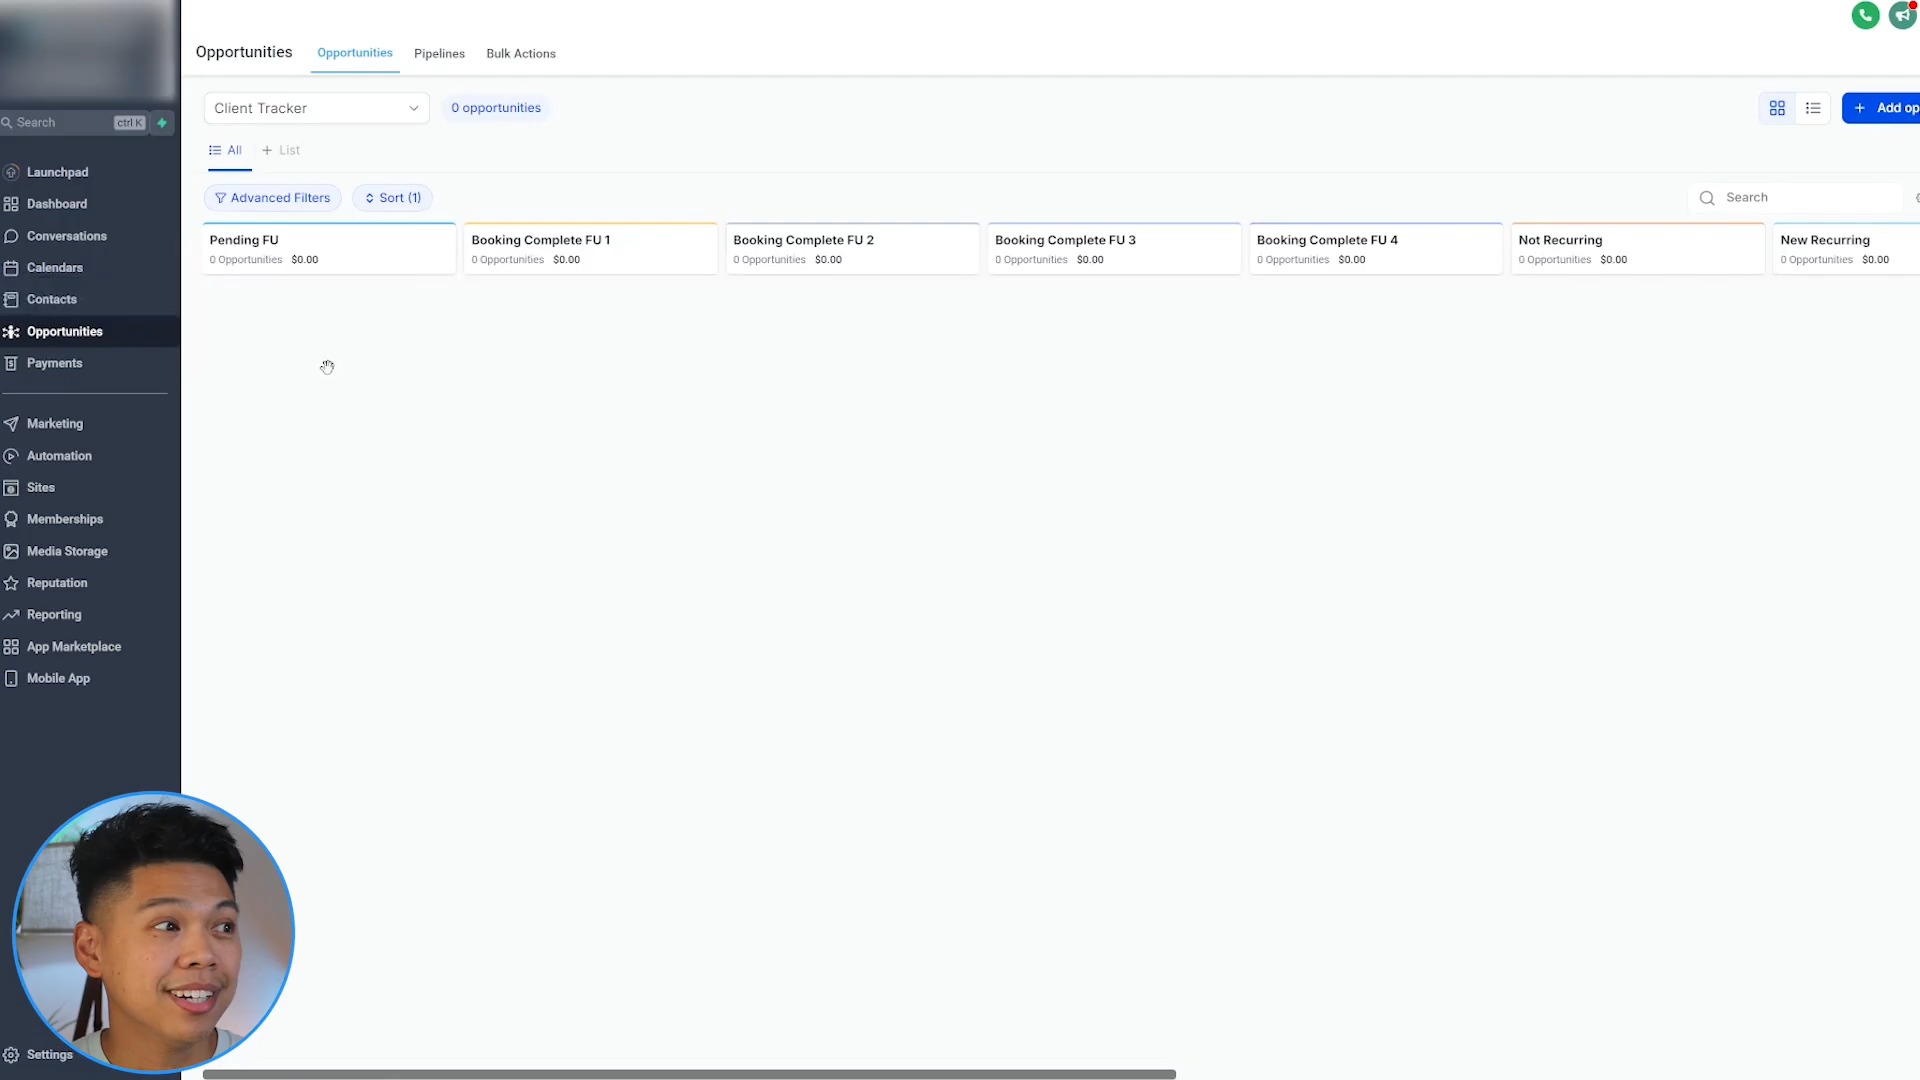 Opportunities
Opportunities
Pipelines
Bulk Actions
Client Tracker
0 opportunities
+ Add op
All
+ List
Advanced Filters
Sort (1)
Search
Pending FU
0 Opportunities $0.00
Booking Complete FU 1
0 Opportunities $0.00
Booking Complete FU 2
0 Opportunities $0.00
Booking Complete FU 3
0 Opportunities $0.00
Booking Complete FU 4
0 Opportunities $0.00
Not Recurring
0 Opportunities $0.00
New Recurring
0 Opportunities $0.00
Search
ctrl K
Launchpad
Dashboard
Conversations
Calendars
Contacts
Opportunities
Payments
Marketing
Automation
Sites
Memberships
Media Storage
Reputation
Reporting
App Marketplace
Mobile App
Settings